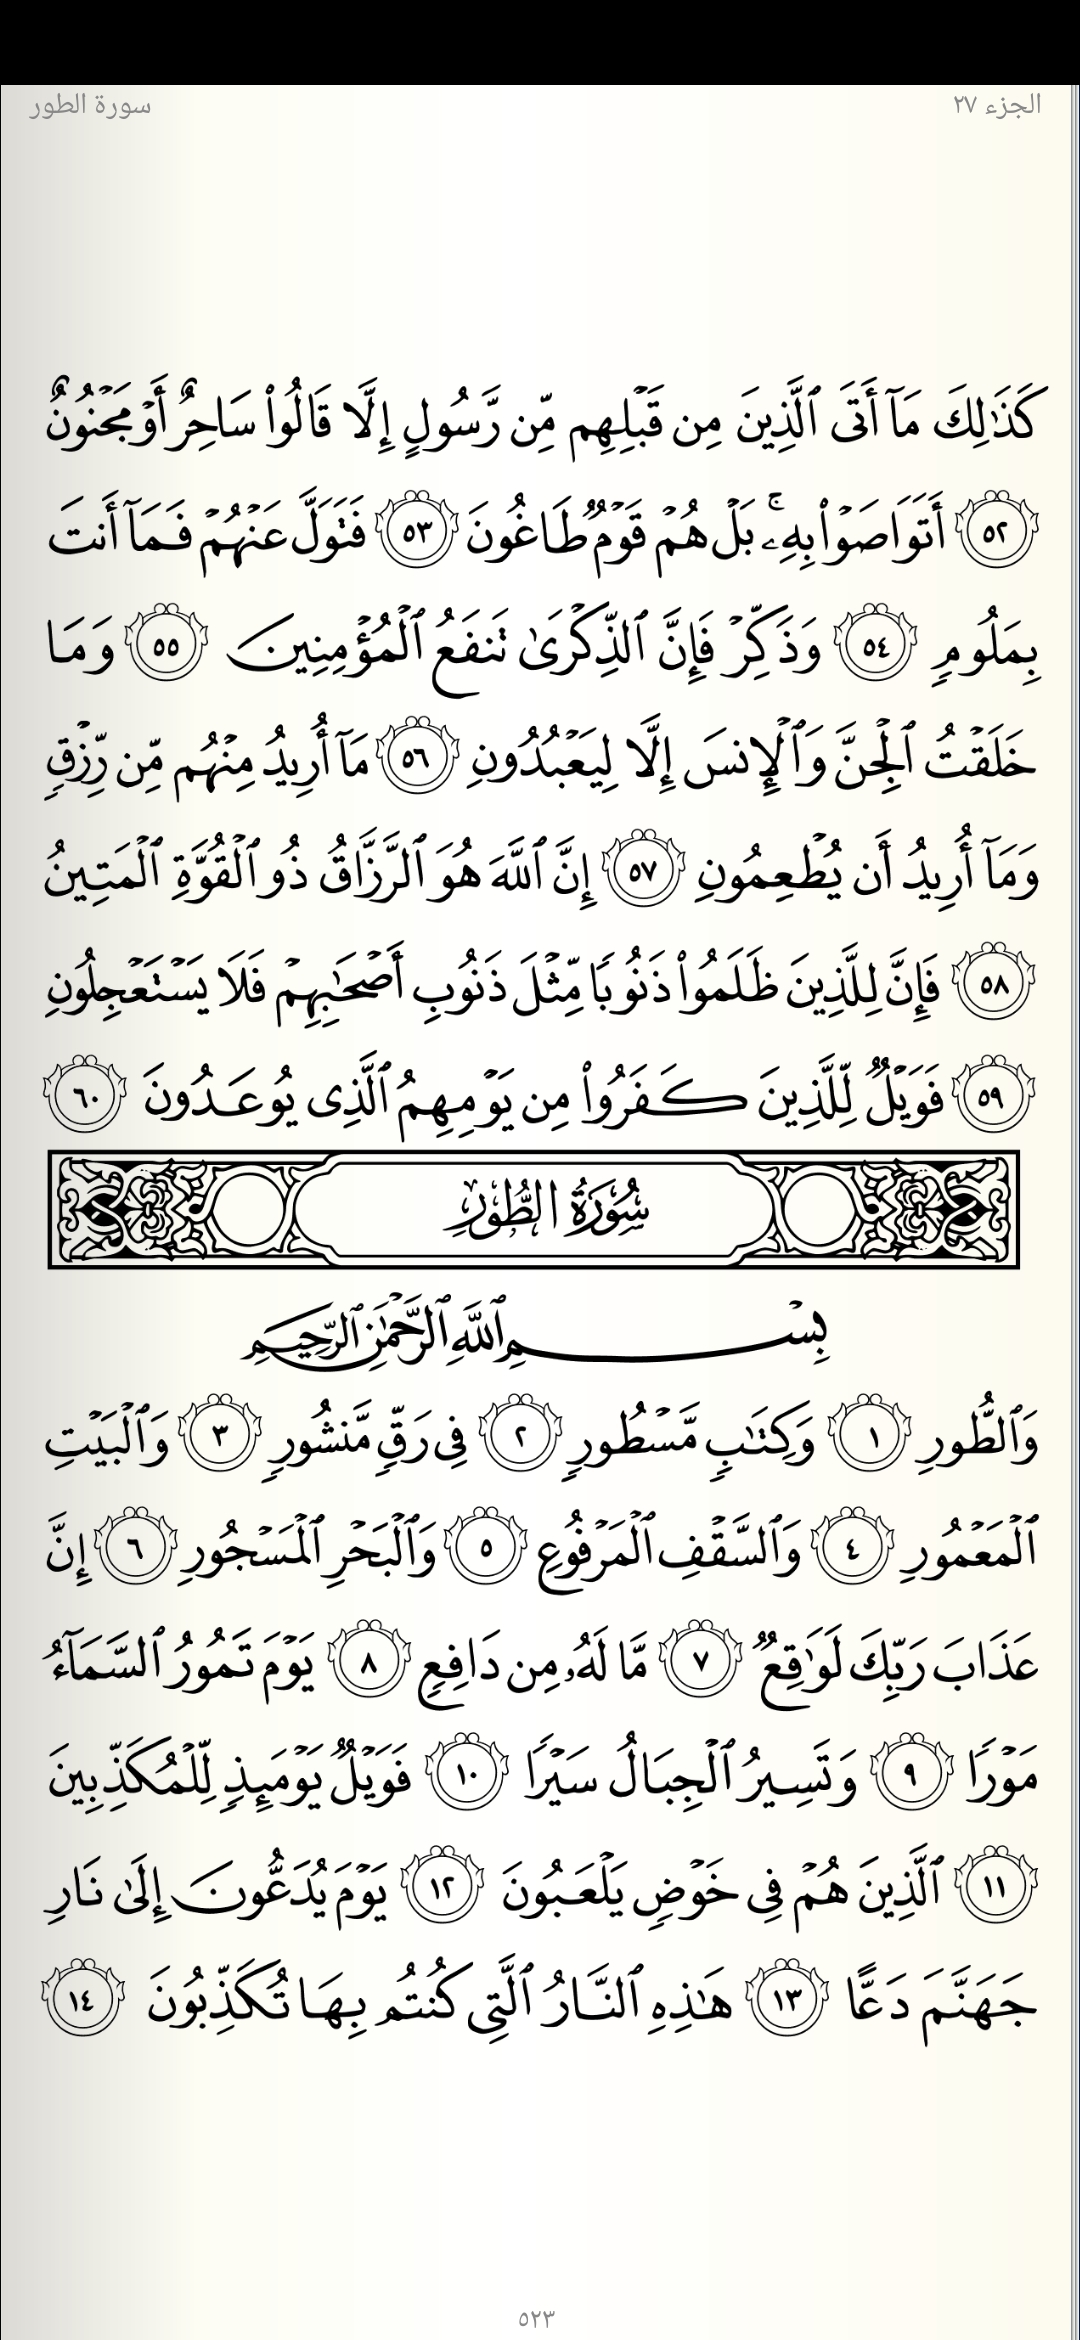 الجزء ٢٧
سورة الطور
كَذَٰلِكَ مَآ أَتَى ٱلَّذِينَ مِن قَبۡلِهِم مِّن رَّسُولٍ إِلَّا قَالُواْ سَاحِرٌ أَوۡ مَجۡنُونٌ
٥٢ أَتَوَاصَوۡاْ بِهِۦۚ بَلۡ هُمۡ قَوۡمٞ طَاغُونَ ٥٣ فَتَوَلَّ عَنۡهُمۡ فَمَآ أَنتَ
بِمَلُومٖ ٥٤ وَذَكِّرۡ فَإِنَّ ٱلذِّكۡرَىٰ تَنفَعُ ٱلۡمُؤۡمِنِينَ ٥٥ وَمَا
خَلَقۡتُ ٱلۡجِنَّ وَٱلۡإِنسَ إِلَّا لِيَعۡبُدُونِ ٥٦ مَآ أُرِيدُ مِنۡهُم مِّن رِّزۡقٖ
وَمَآ أُرِيدُ أَن يُطۡعِمُونِ ٥٧ إِنَّ ٱللَّهَ هُوَ ٱلرَّزَّاقُ ذُو ٱلۡقُوَّةِ ٱلۡمَتِينُ
٥٨ فَإِنَّ لِلَّذِينَ ظَلَمُواْ ذَنُوبٗا مِّثۡلَ ذَنُوبِ أَصۡحَٰبِهِمۡ فَلَا يَسۡتَعۡجِلُونِ
٥٩ فَوَيۡلٞ لِّلَّذِينَ كَفَرُواْ مِن يَوۡمِهِمُ ٱلَّذِي يُوعَدُونَ ٦٠
سُورَةُ الطُّورِ
بِسۡمِ ٱللَّهِ ٱلرَّحۡمَٰنِ ٱلرَّحِيمِ
وَٱلطُّورِ ١ وَكِتَٰبٖ مَّسۡطُورٖ ٢ فِي رَقّٖ مَّنشُورٖ ٣ وَٱلۡبَيۡتِ
ٱلۡمَعۡمُورِ ٤ وَٱلسَّقۡفِ ٱلۡمَرۡفُوعِ ٥ وَٱلۡبَحۡرِ ٱلۡمَسۡجُورِ ٦ إِنَّ
عَذَابَ رَبِّكَ لَوَٰقِعٞ ٧ مَّا لَهُۥ مِن دَافِعٖ ٨ يَوۡمَ تَمُورُ ٱلسَّمَآءُ
مَوۡرٗا ٩ وَتَسِيرُ ٱلۡجِبَالُ سَيۡرٗا ١٠ فَوَيۡلٞ يَوۡمَئِذٖ لِّلۡمُكَذِّبِينَ
١١ ٱلَّذِينَ هُمۡ فِي خَوۡضٖ يَلۡعَبُونَ ١٢ يَوۡمَ يُدَعُّونَ إِلَىٰ نَارِ
جَهَنَّمَ دَعًّا ١٣ هَٰذِهِ ٱلنَّارُ ٱلَّتِي كُنتُم بِهَا تُكَذِّبُونَ ١٤
٥٢٣